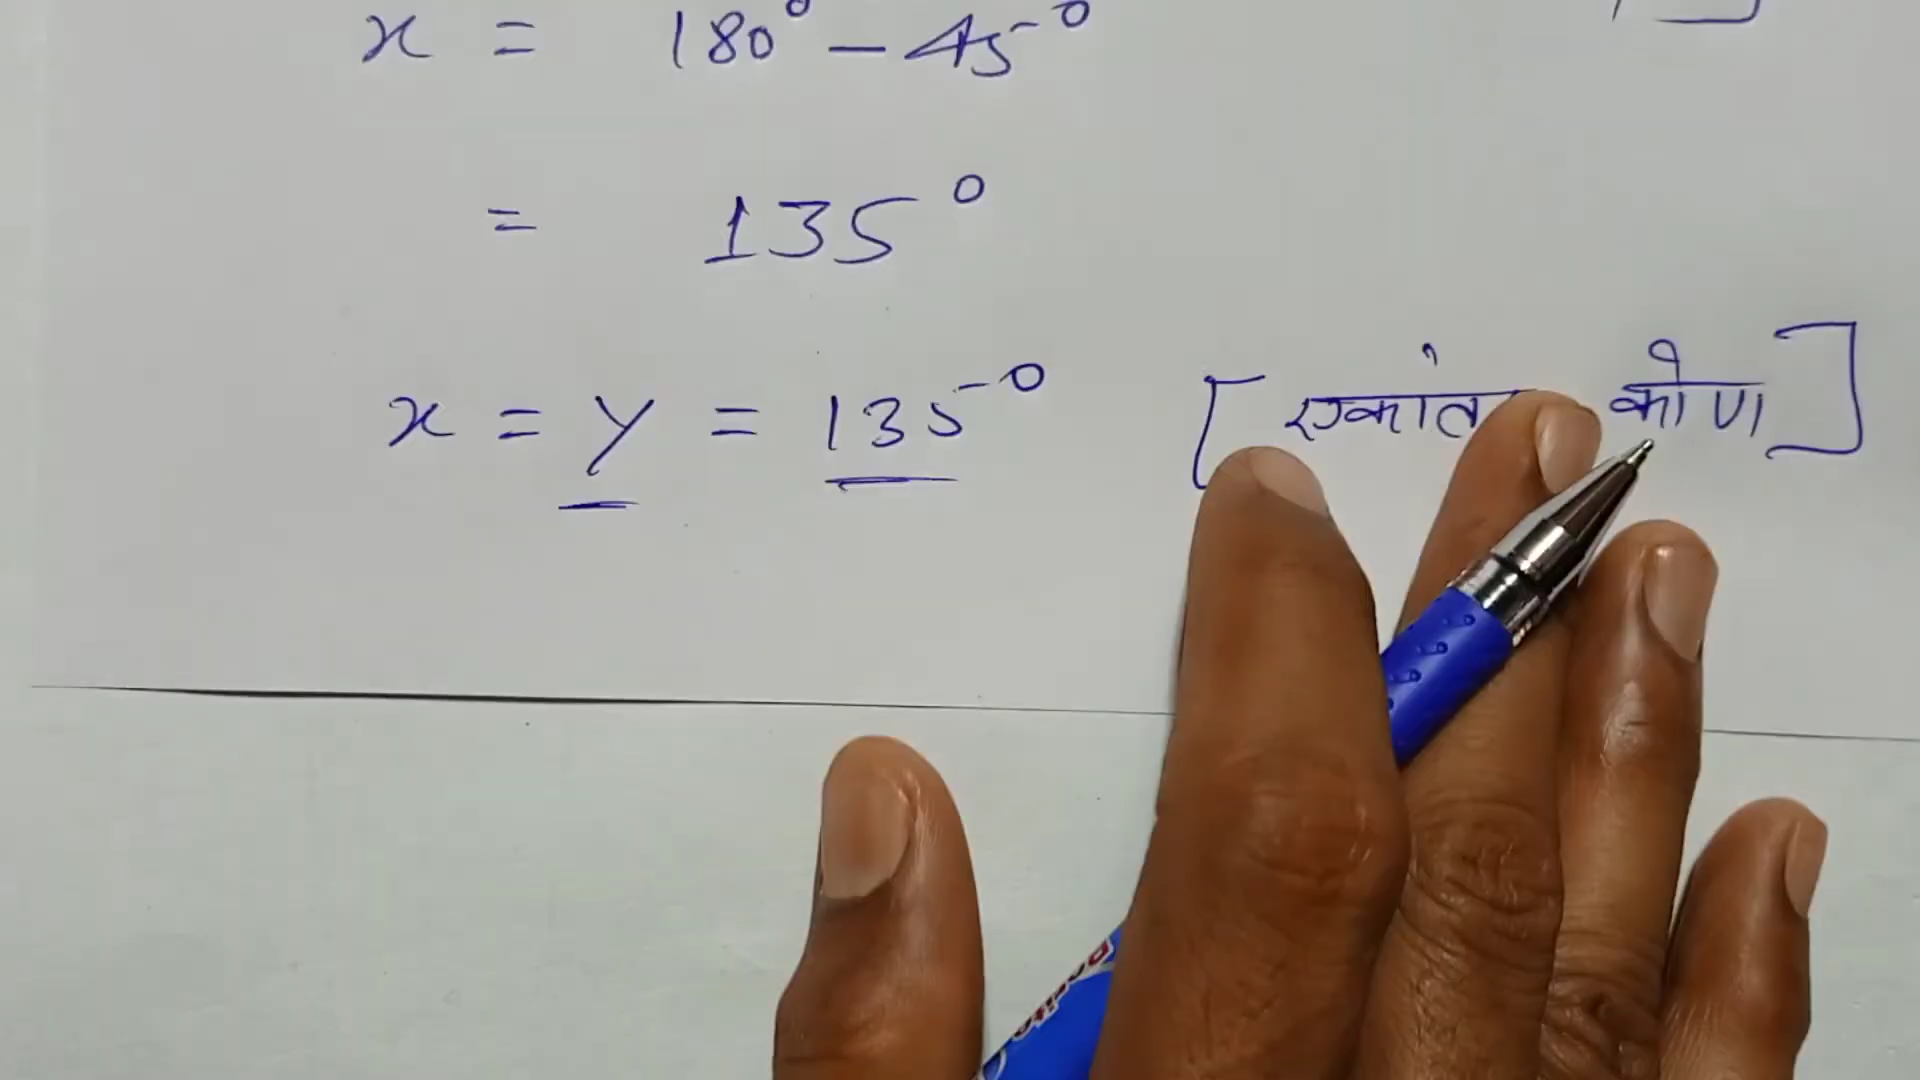 x = 180° - 45°
= 135°
x = y = 135° [ कोण ]